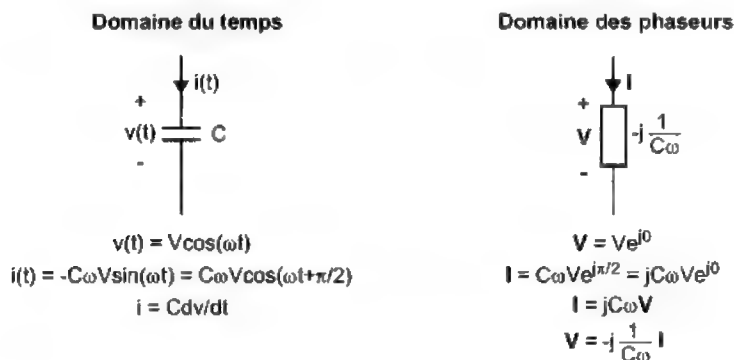 Domaine du temps
i(t)
+
v(t) C
-
v(t) = Vcos(ωt)
i(t) = -CωVsin(ωt) = CωVcos(ωt+π/2)
i = Cdv/dt
Domaine des phaseurs
I
+
V -j 1/Cω
-
V = Ve^j0
I = CωVe^jπ/2 = jCωVe^j0
I = jCωV
V = -j 1/Cω I